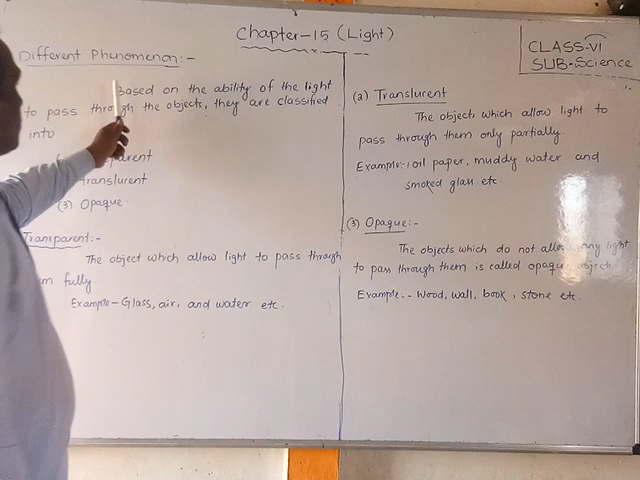 Chapter-15 (Light)
CLASS-VI
SUB-Science
Different Phenomenon:-
Based on the ability of the light
to pass through the objects, they are classified
into
Translucent
(3) Opaque
Transparent:-
The object which allow light to pass through
fully.
Example - Glass, air, and water etc.
(2) Translucent
The objects which allow light to
pass through them only partially.
Example:- oil paper, muddy water and
smoked glass etc.
(3) Opaque:-
The objects which do not allow any light
to pass through them is called opaque object.
Example:- Wood, wall, book, stone etc.